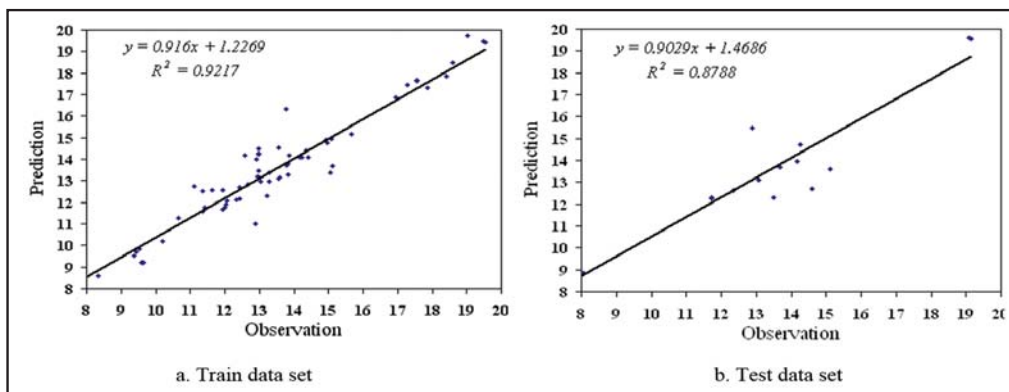 y = 0.916x + 1.2269
R² = 0.9217
Prediction
20
19
18
17
16
15
14
13
12
11
10
9
8
8 9 10 11 12 13 14 15 16 17 18 19 20
Observation
a. Train data set
y = 0.9029x + 1.4686
R² = 0.8788
Prediction
20
19
18
17
16
15
14
13
12
11
10
9
8
8 9 10 11 12 13 14 15 16 17 18 19 20
Observation
b. Test data set